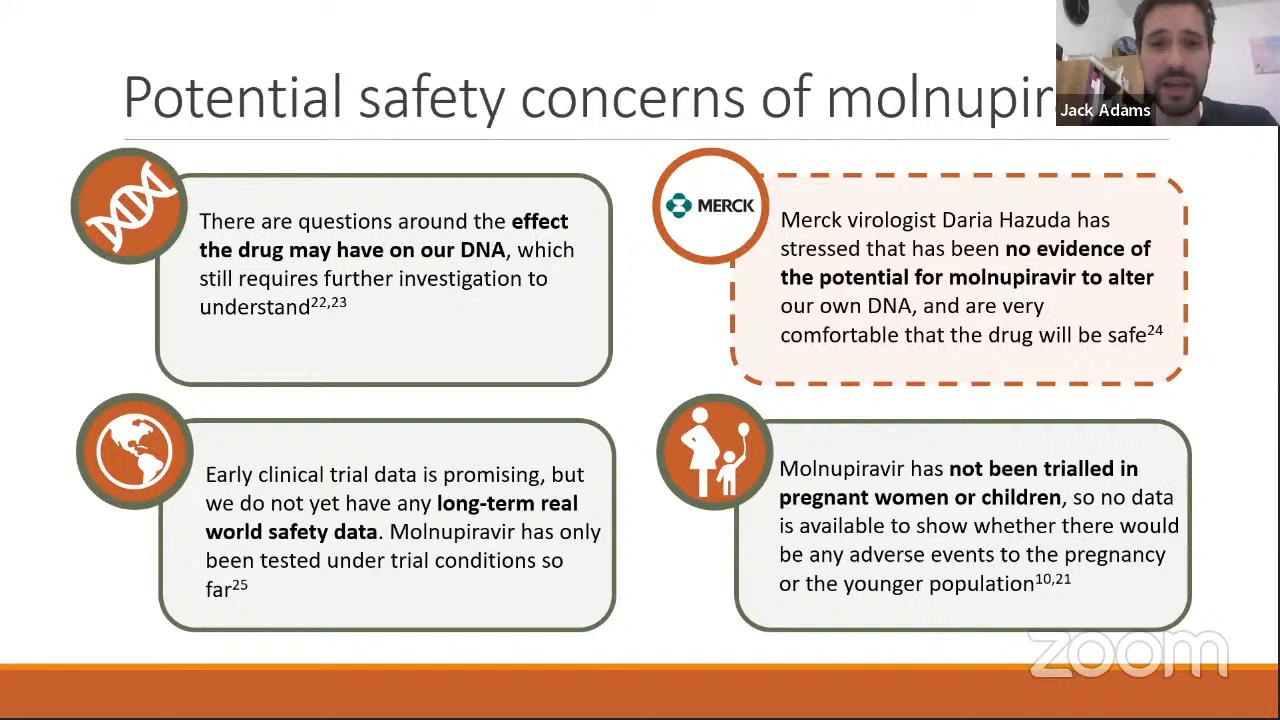 Potential safety concerns of molnupir
Jack Adams
There are questions around the effect
the drug may have on our DNA, which
still requires further investigation to
understand22,23
MERCK
Merck virologist Daria Hazuda has
stressed that has been no evidence of
the potential for molnupiravir to alter
our own DNA, and are very
comfortable that the drug will be safe24
Early clinical trial data is promising, but
we do not yet have any long-term real
world safety data. Molnupiravir has only
been tested under trial conditions so
far25
Molnupiravir has not been trialled in
pregnant women or children, so no data
is available to show whether there would
be any adverse events to the pregnancy
or the younger population10,21
zoom